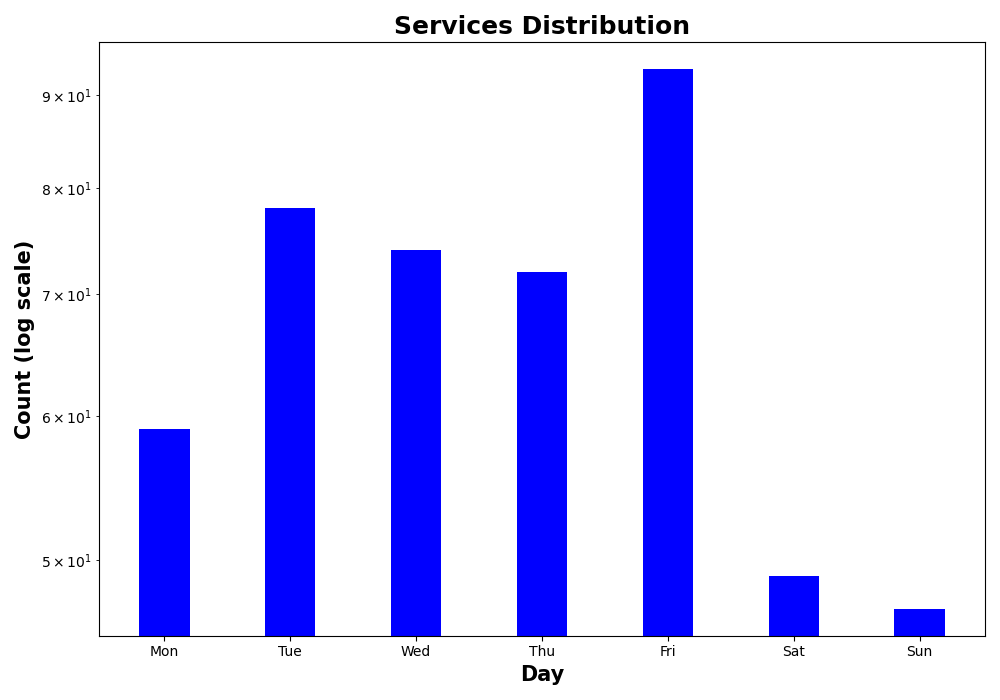 Services Distribution
Count (log scale)
9 × 10¹
8 × 10¹
7 × 10¹
6 × 10¹
5 × 10¹
Mon Tue Wed Thu Fri Sat Sun
Day